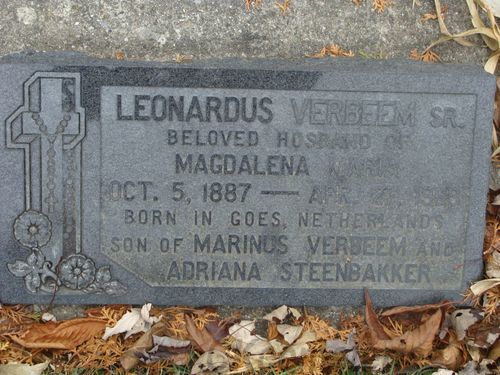 LEONARDUS VERBEEM SR.
BELOVED HUSBAND OF
MAGDALENA MARIA
OCT. 5, 1887 — APR.
BORN IN GOES, NETHERLANDS
SON OF MARINUS VERBEEM AND
ADRIANA STEENBAKKER